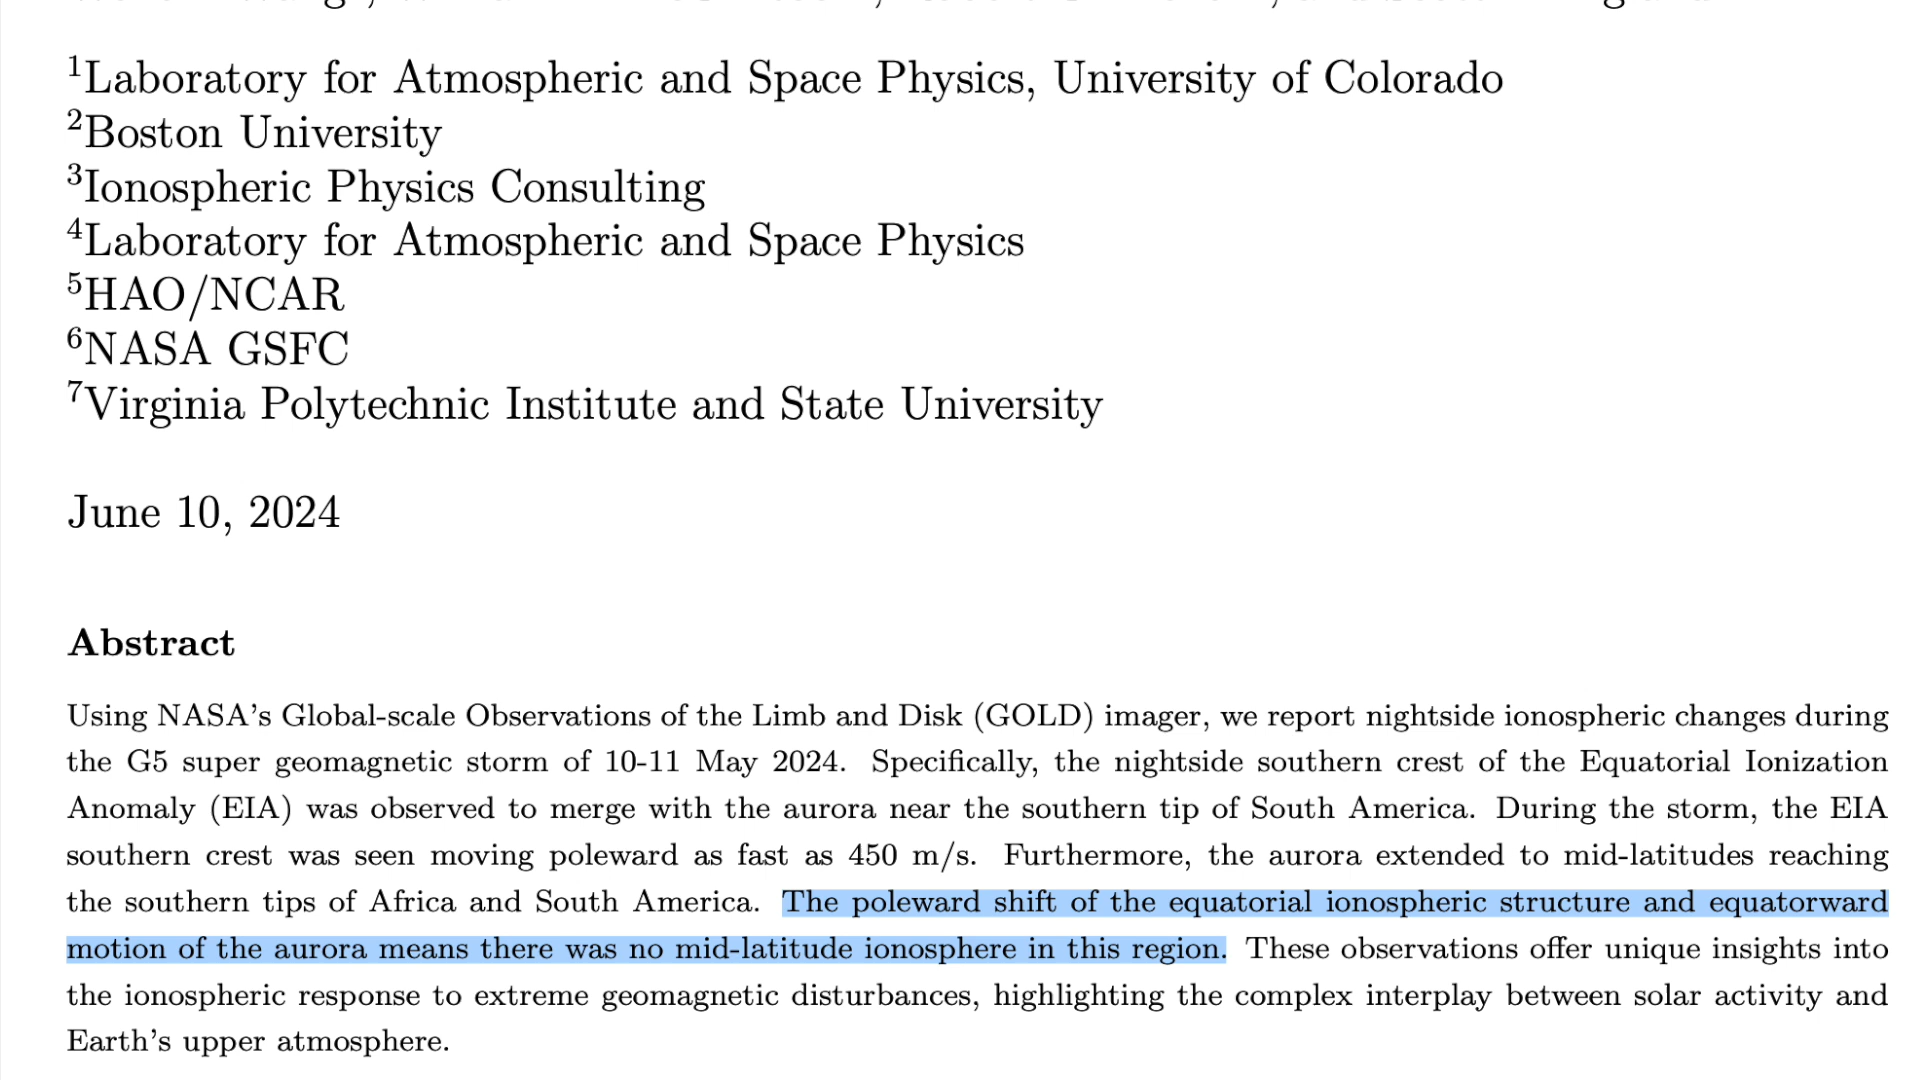 ¹Laboratory for Atmospheric and Space Physics, University of Colorado
²Boston University
³Ionospheric Physics Consulting
⁴Laboratory for Atmospheric and Space Physics
⁵HAO/NCAR
⁶NASA GSFC
⁷Virginia Polytechnic Institute and State University
June 10, 2024
Abstract
Using NASA's Global-scale Observations of the Limb and Disk (GOLD) imager, we report nightside ionospheric changes during
the G5 super geomagnetic storm of 10-11 May 2024. Specifically, the nightside southern crest of the Equatorial Ionization
Anomaly (EIA) was observed to merge with the aurora near the southern tip of South America. During the storm, the EIA
southern crest was seen moving poleward as fast as 450 m/s. Furthermore, the aurora extended to mid-latitudes reaching
the southern tips of Africa and South America. The poleward shift of the equatorial ionospheric structure and equatorward
motion of the aurora means there was no mid-latitude ionosphere in this region. These observations offer unique insights into
the ionospheric response to extreme geomagnetic disturbances, highlighting the complex interplay between solar activity and
Earth's upper atmosphere.